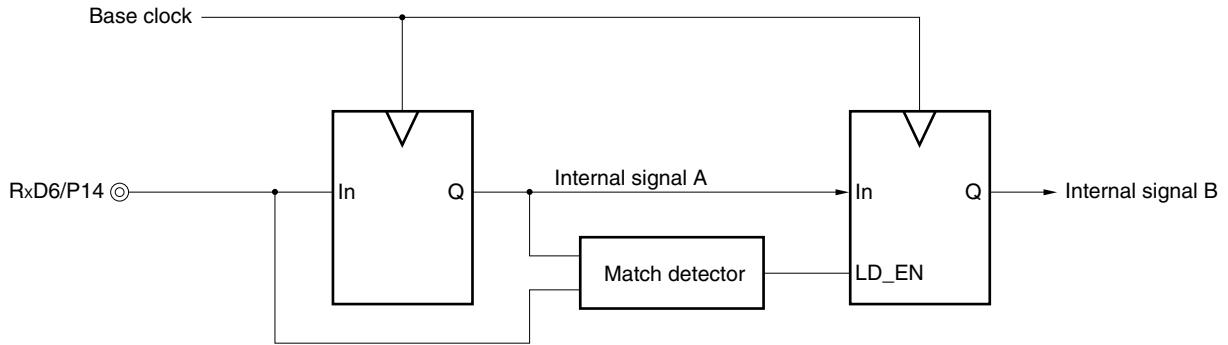 Base clock
RxD6/P14
In
Q
Internal signal A
In
Q
Internal signal B
Match detector
LD_EN